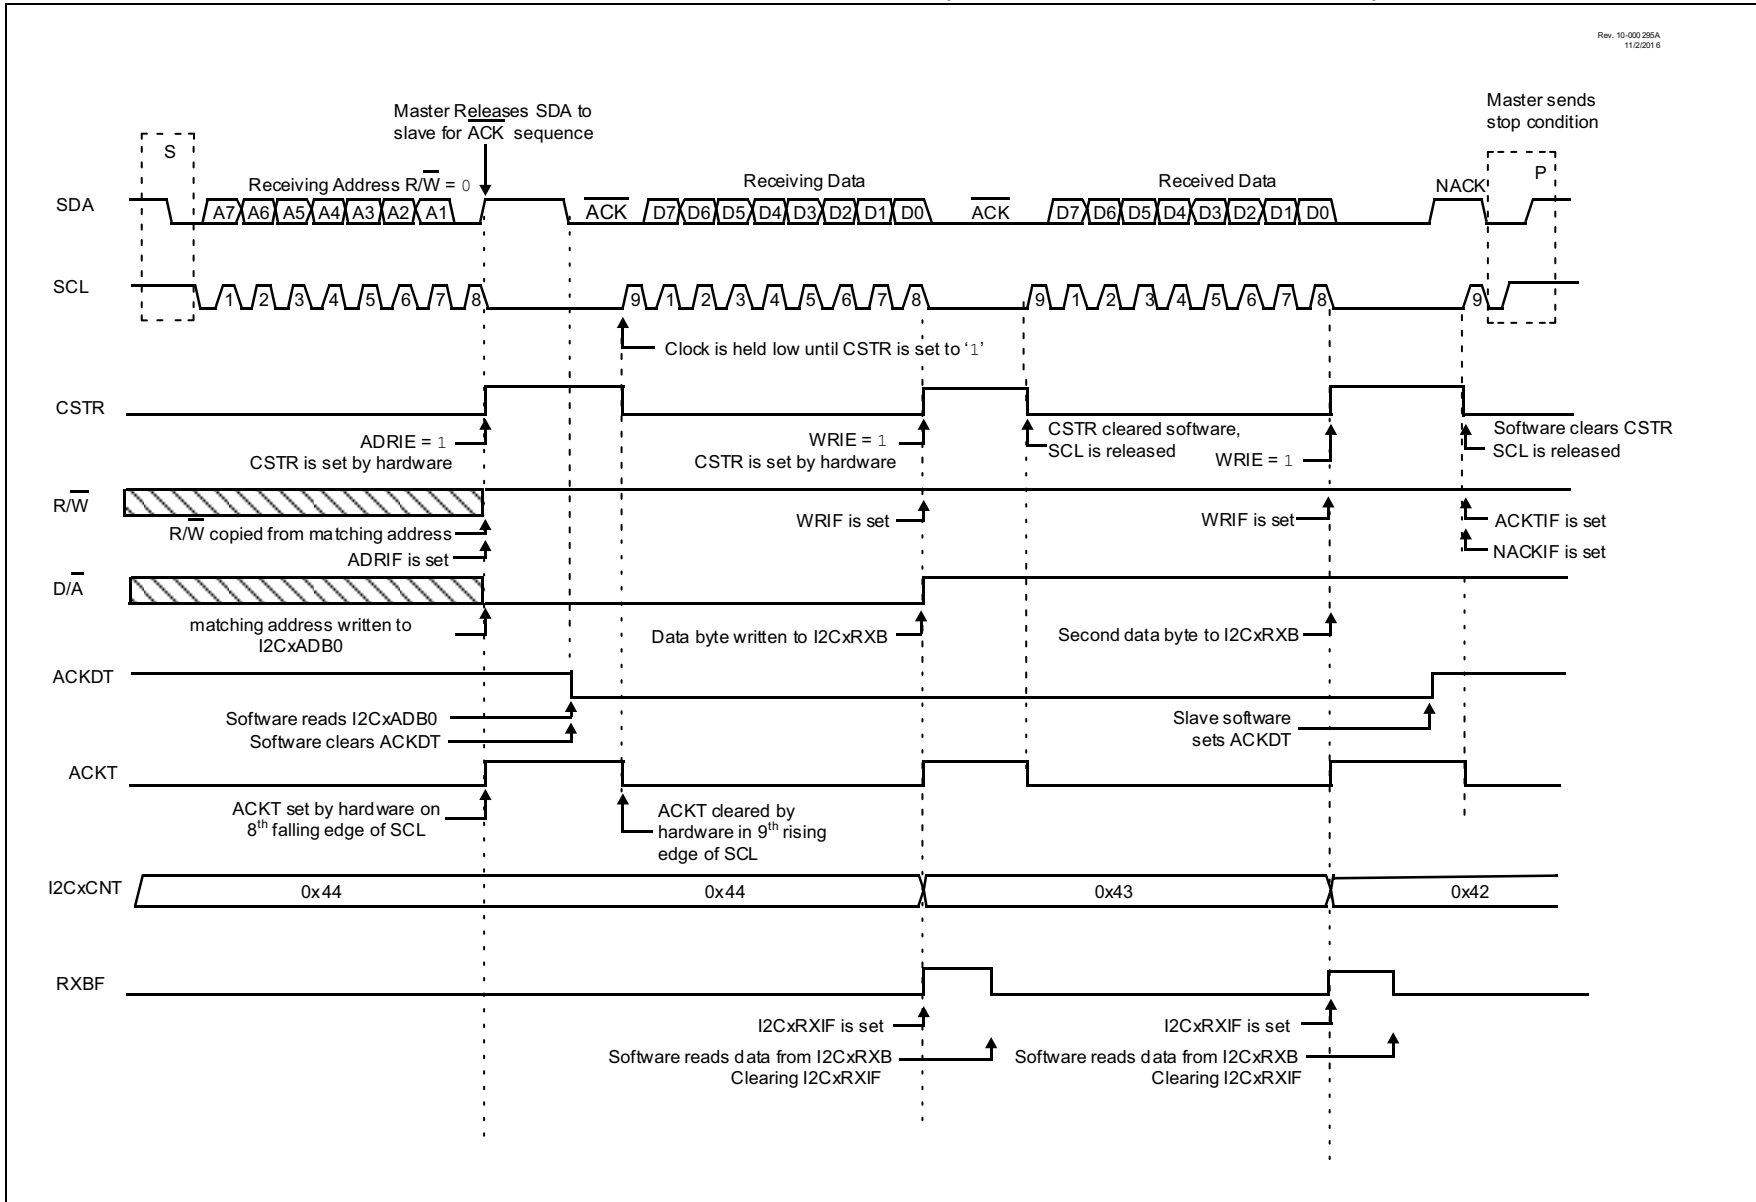 Rev. 10-000 295A
11/2/201 6
Master Releases SDA to
slave for ACK sequence
Master sends
stop condition
S
P
Receiving Address R/W = 0
Receiving Data
Received Data
NACK
SDA
A7 A6 A5 A4 A3 A2 A1
ACK
D7 D6 D5 D4 D3 D2 D1 D0
ACK
D7 D6 D5 D4 D3 D2 D1 D0
SCL
1 2 3 4 5 6 7 8
9 1 2 3 4 5 6 7 8
9 1 2 3 4 5 6 7 8
9
Clock is held low until CSTR is set to ‘1’
CSTR
ADRIE = 1
CSTR is set by hardware
WRIE = 1
CSTR is set by hardware
CSTR cleared software,
SCL is released
WRIE = 1
Software clears CSTR
SCL is released
R/W
R/W copied from matching address
ADRIF is set
WRIF is set
WRIF is set
ACKTIF is set
NACKIF is set
D/A
matching address written to
I2CxADB0
Data byte written to I2CxRXB
Second data byte to I2CxRXB
ACKDT
Software reads I2CxADB0
Software clears ACKDT
Slave software
sets ACKDT
ACKT
ACKT set by hardware on
8th falling edge of SCL
ACKT cleared by
hardware in 9th rising
edge of SCL
I2CxCNT
0x44
0x44
0x43
0x42
RXBF
I2CxRXIF is set
Software reads data from I2CxRXB
Clearing I2CxRXIF
I2CxRXIF is set
Software reads data from I2CxRXB
Clearing I2CxRXIF